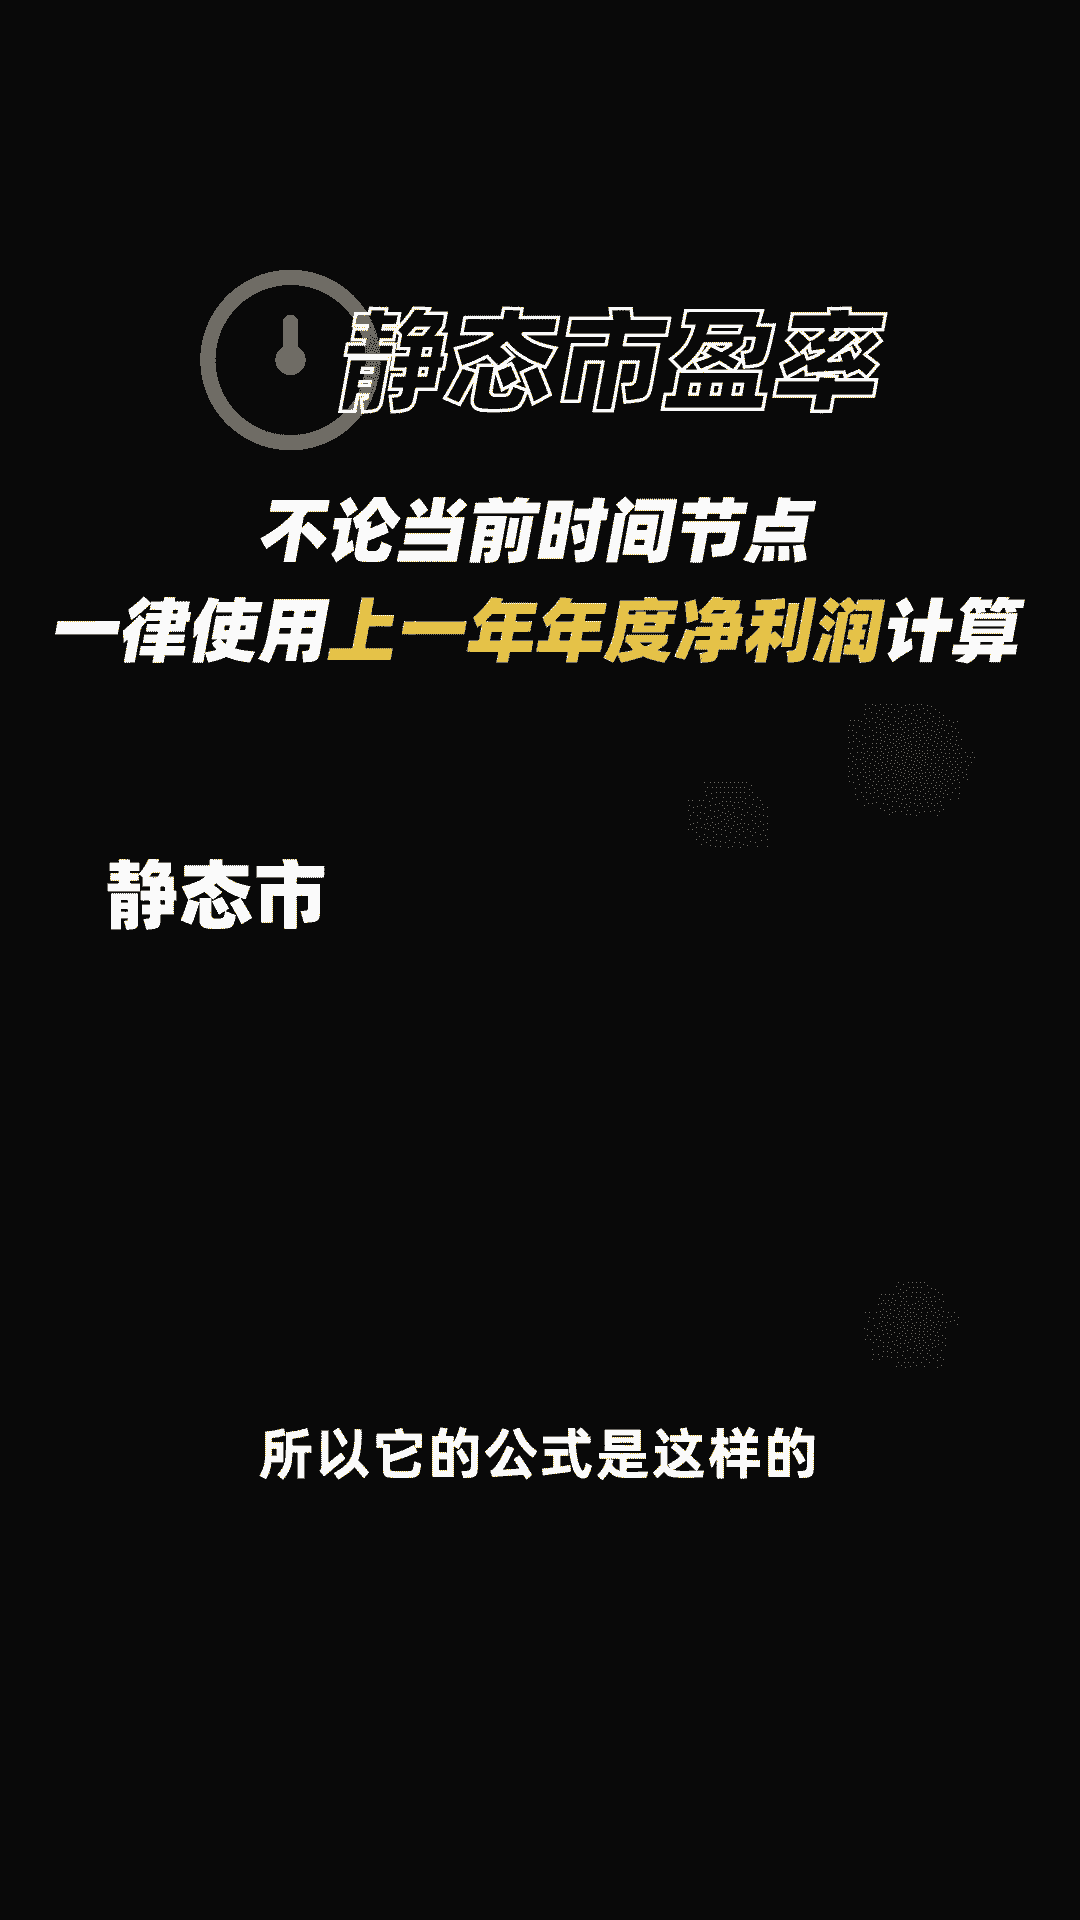 静态市盈率
不论当前时间节点
一律使用上一年年度净利润计算
静态市
所以它的公式是这样的